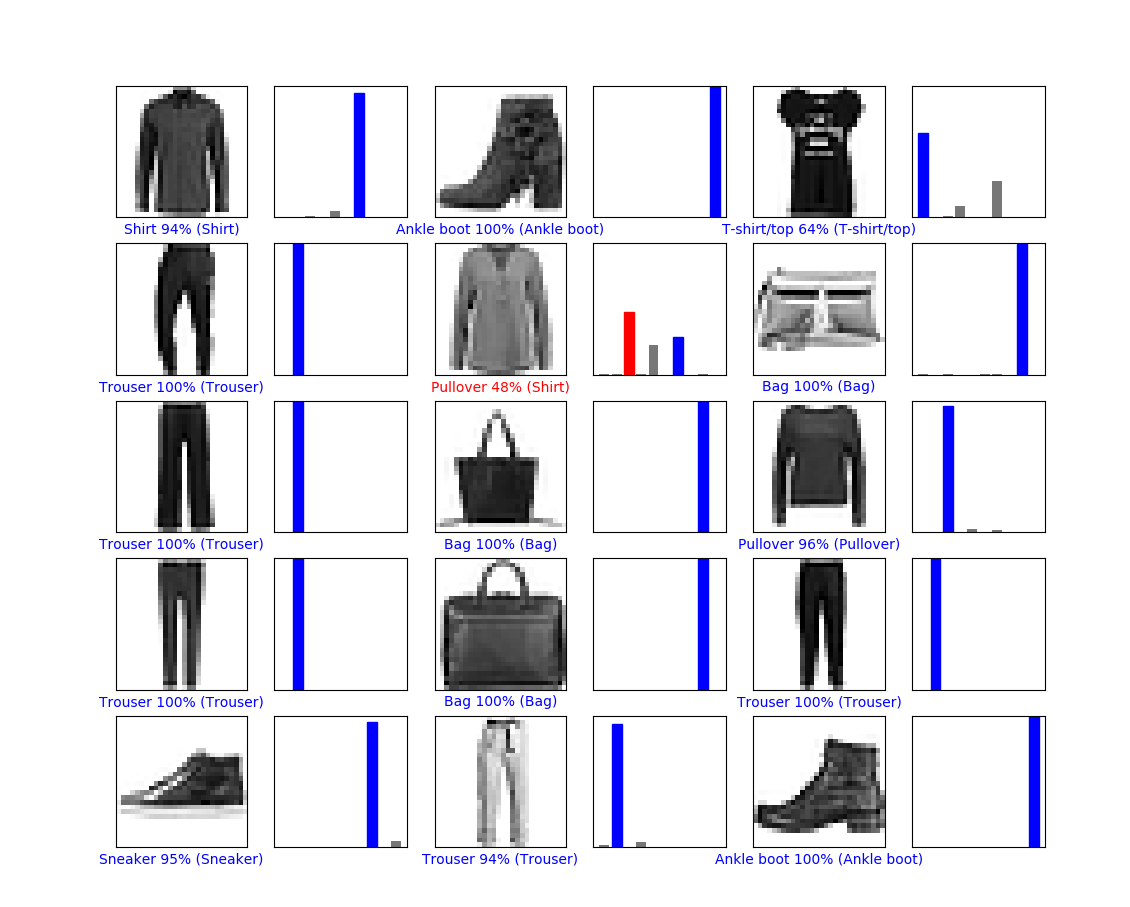 Shirt 94% (Shirt)
Ankle boot 100% (Ankle boot)
T-shirt/top 64% (T-shirt/top)
Trouser 100% (Trouser)
Pullover 48% (Shirt)
Bag 100% (Bag)
Trouser 100% (Trouser)
Bag 100% (Bag)
Pullover 96% (Pullover)
Trouser 100% (Trouser)
Bag 100% (Bag)
Trouser 100% (Trouser)
Sneaker 95% (Sneaker)
Trouser 94% (Trouser)
Ankle boot 100% (Ankle boot)